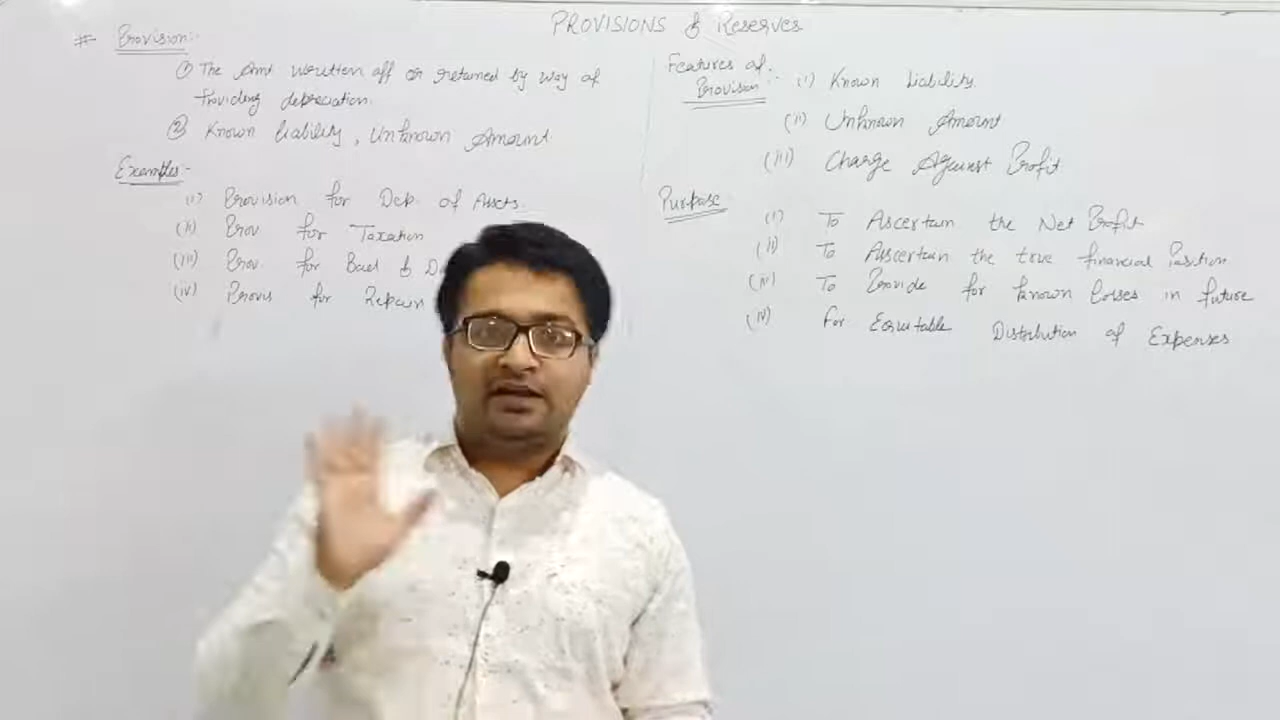 PROVISIONS & Reserves
# Provision:-
① The Amt written off or retained by way of
Providing depreciation.
② Known liability, Unknown Amount
Examples:-
(i) Provision for Dep. of Assets.
(ii) Prov for Taxation
(iii) Prov. for Bad & D
(iv) Provis for Repair
Features of
Provision:- (i) Known Liability.
(ii) Unknown Amount
(iii) Charge Against Profit
Purpose
(i) To Ascertain the Net Profit
(ii) To Ascertain the true financial Position
(iv) To Provide for known losses in future
(iv) For Equitable Distribution of Expenses